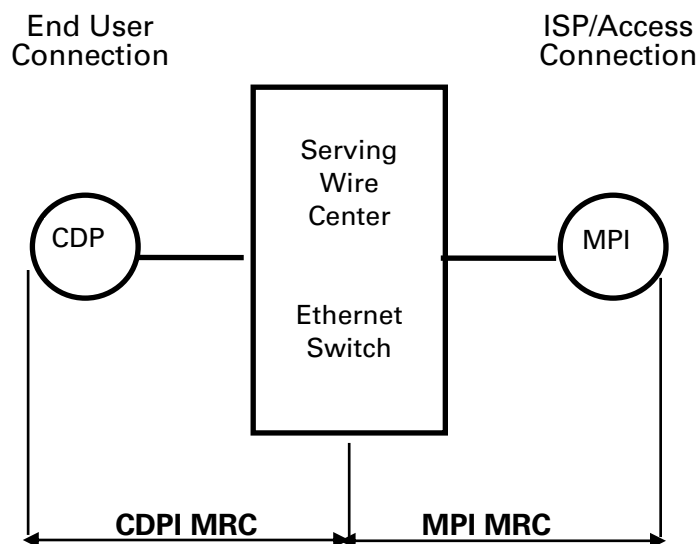 End User
Connection
ISP/Access
Connection
Serving
Wire
Center
CDP
MPI
Ethernet
Switch
CDPI MRC
MPI MRC